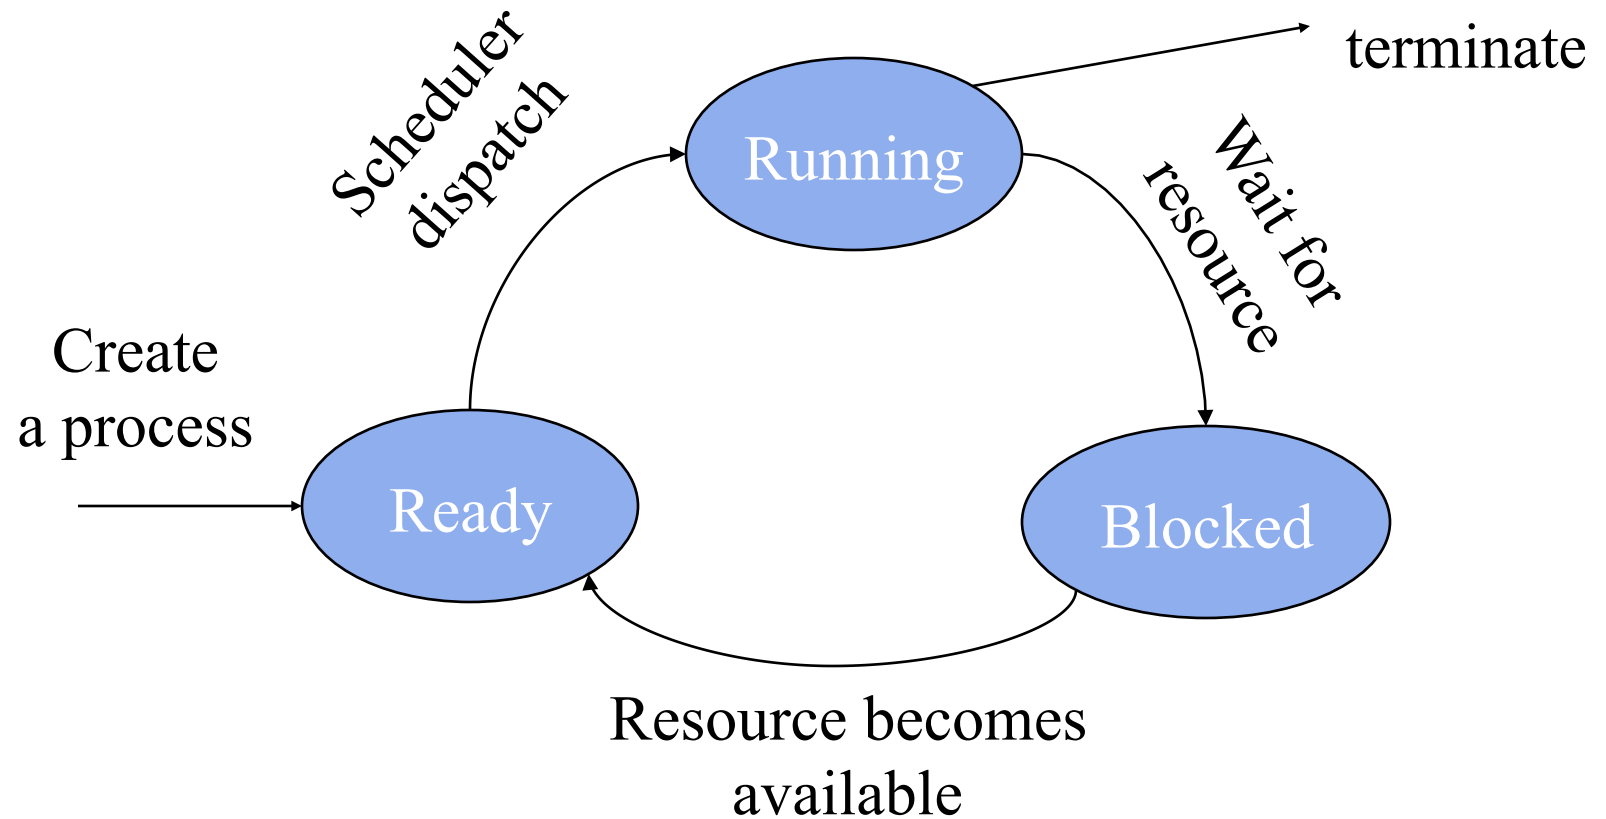 Scheduler
dispatch
Running
terminate
Wait for
resource
Create
a process
Ready
Blocked
Resource becomes
available